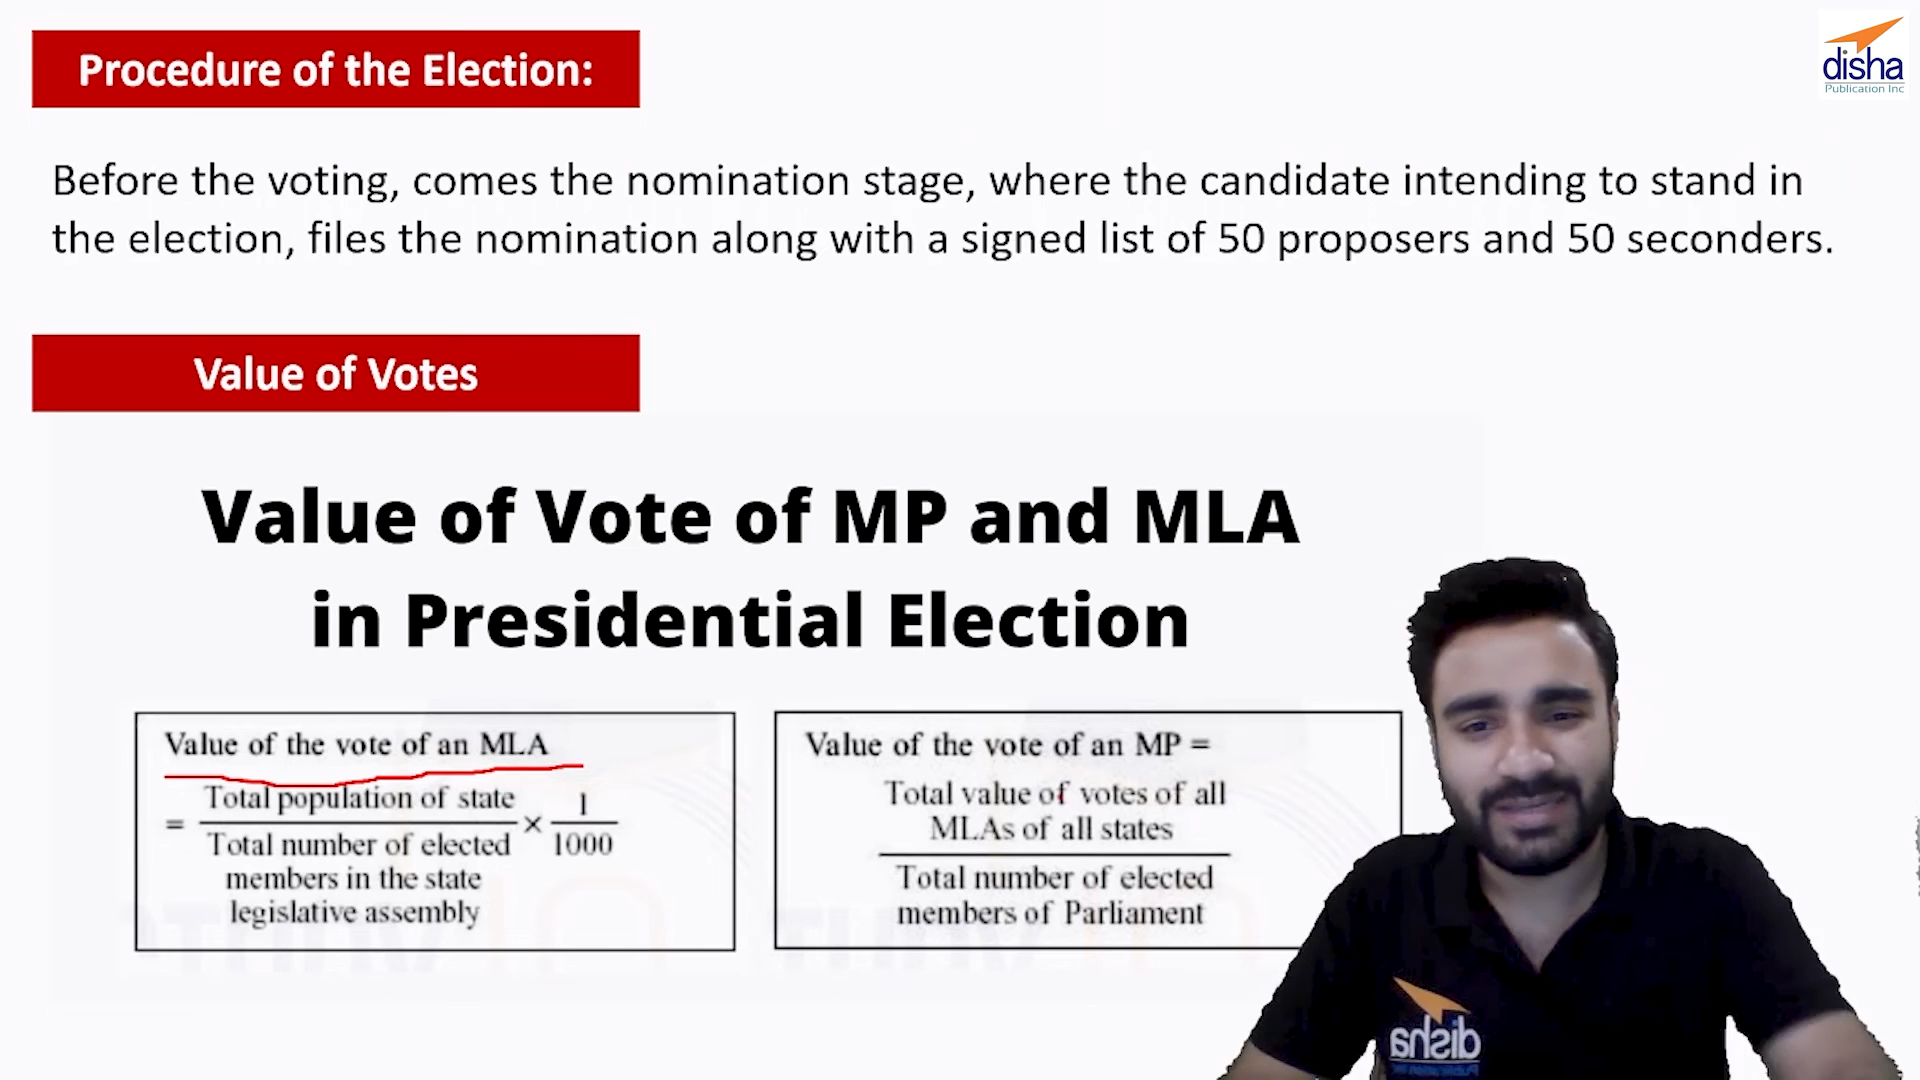 Procedure of the Election:
disha
Publication Inc
Before the voting, comes the nomination stage, where the candidate intending to stand in
the election, files the nomination along with a signed list of 50 proposers and 50 seconders.
Value of Votes
Value of Vote of MP and MLA
in Presidential Election
Value of the vote of an MLA
= Total population of state × 1
Total number of elected 1000
members in the state
legislative assembly
Value of the vote of an MP =
Total value of votes of all
MLAs of all states
Total number of elected
members of Parliament
disha
Publication Inc